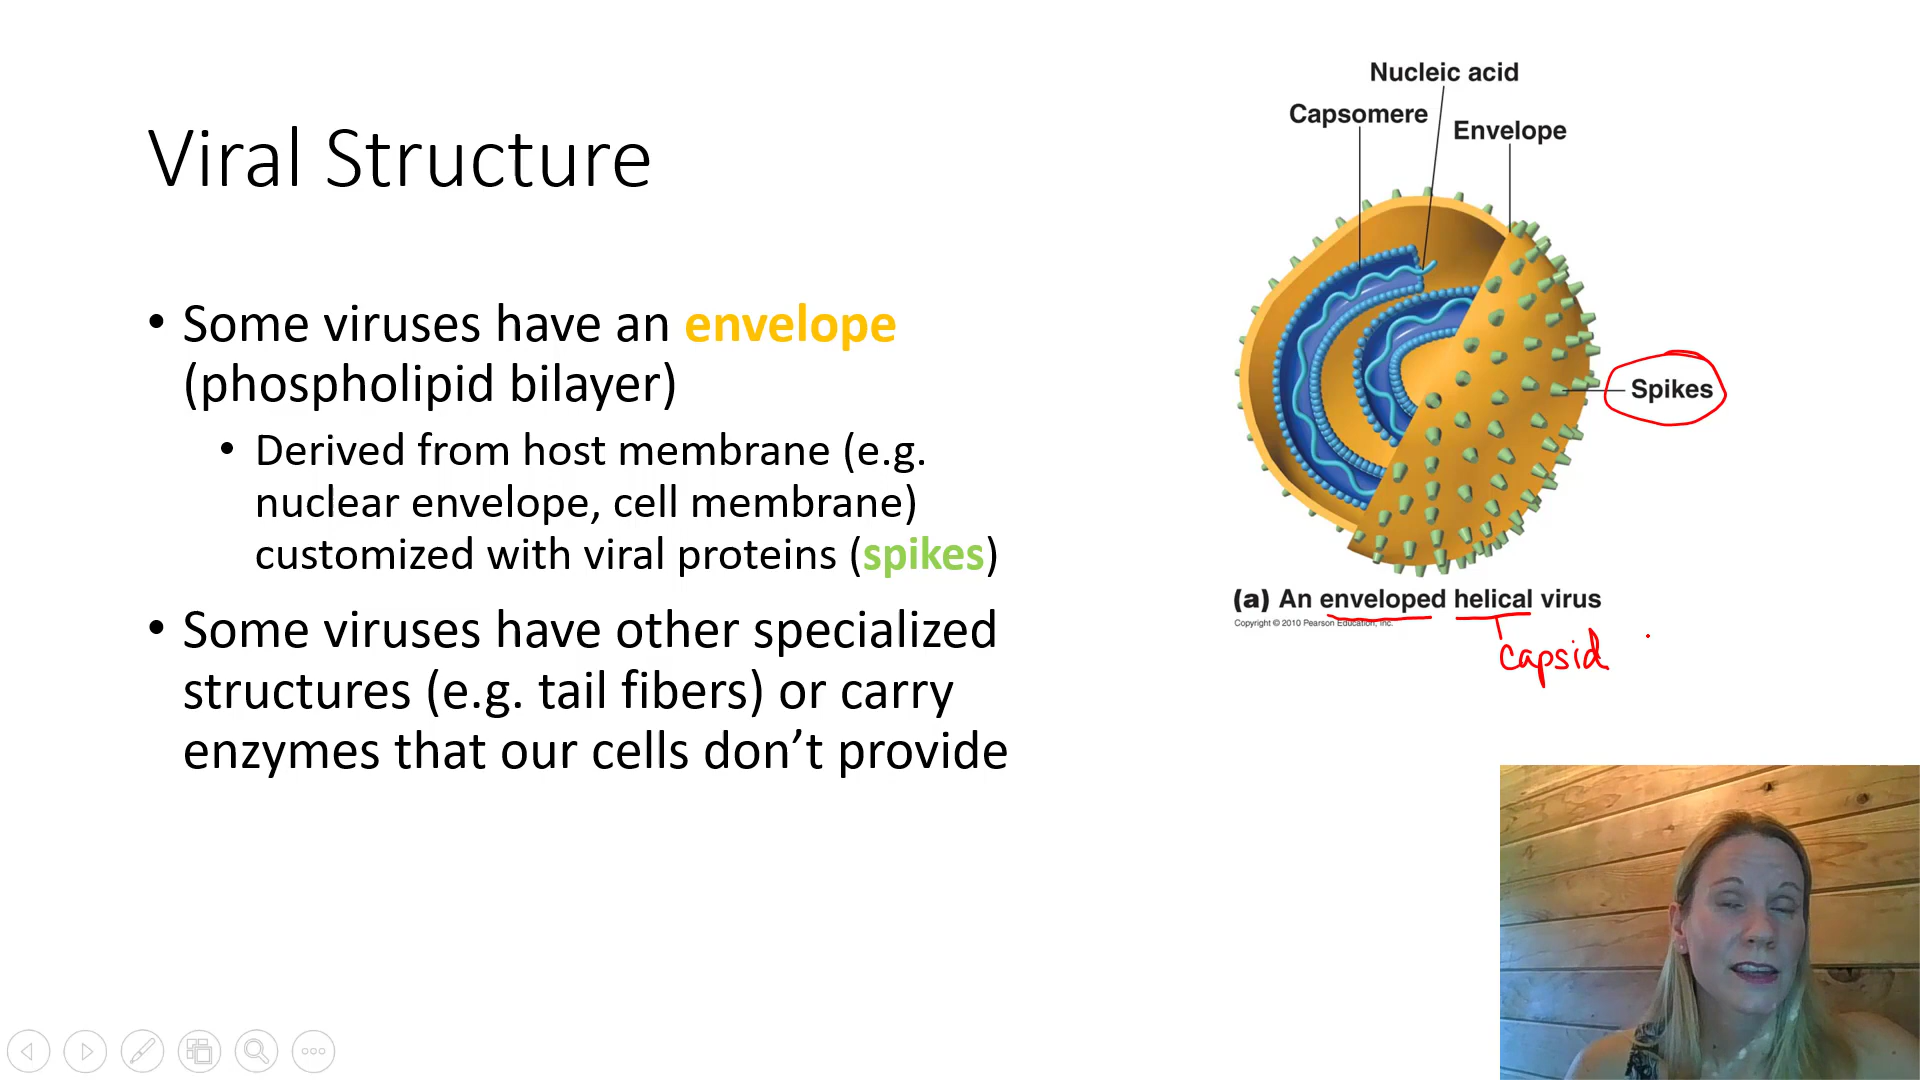 Viral Structure
• Some viruses have an envelope
(phospholipid bilayer)
• Derived from host membrane (e.g.
nuclear envelope, cell membrane)
customized with viral proteins (spikes)
• Some viruses have other specialized
structures (e.g. tail fibers) or carry
enzymes that our cells don’t provide
Nucleic acid
Capsomere
Envelope
Spikes
(a) An enveloped helical virus
Copyright © 2010 Pearson Education, Inc.
capsid